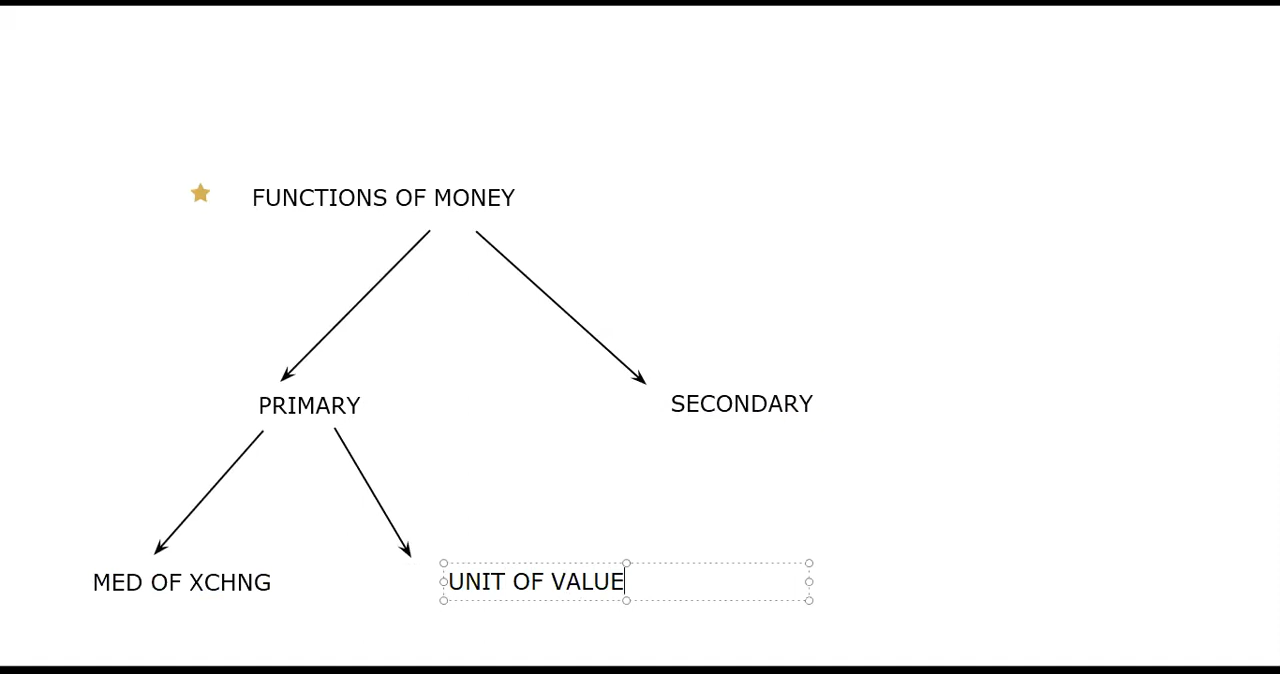 FUNCTIONS OF MONEY
PRIMARY
SECONDARY
MED OF XCHNG
UNIT OF VALUE